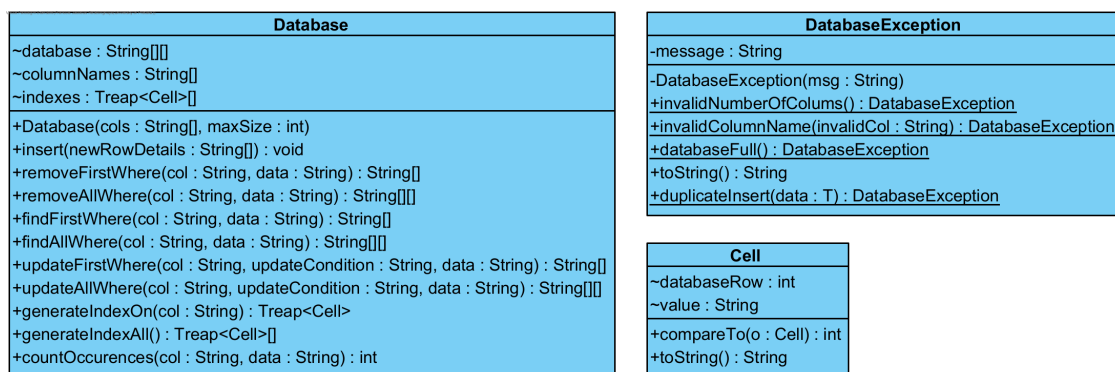 Database
~database : String[][]
~columnNames : String[]
~indexes : Treap<Cell>[]
+Database(cols : String[], maxSize : int)
+insert(newRowDetails : String[]) : void
+removeFirstWhere(col : String, data : String) : String[]
+removeAllWhere(col : String, data : String) : String[][]
+findFirstWhere(col : String, data : String) : String[]
+findAllWhere(col : String, data : String) : String[][]
+updateFirstWhere(col : String, updateCondition : String, data : String) : String[]
+updateAllWhere(col : String, updateCondition : String, data : String) : String[][]
+generateIndexOn(col : String) : Treap<Cell>
+generateIndexAll() : Treap<Cell>[]
+countOccurences(col : String, data : String) : int
DatabaseException
-message : String
-DatabaseException(msg : String)
+invalidNumberOfColums() : DatabaseException
+invalidColumnName(invalidCol : String) : DatabaseException
+databaseFull() : DatabaseException
+toString() : String
+duplicateInsert(data : T) : DatabaseException
Cell
~databaseRow : int
~value : String
+compareTo(o : Cell) : int
+toString() : String